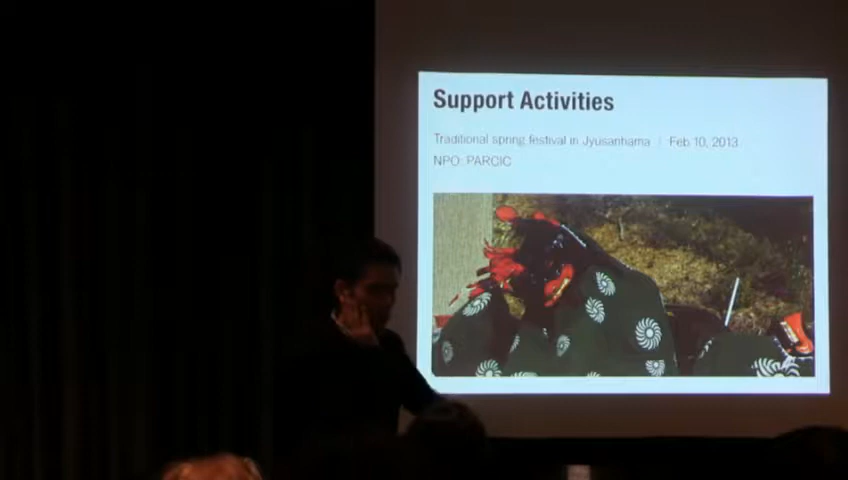 Support Activities
Traditional spring festival in Jyusanhama / Feb 10, 2013
NPO: PARCIC